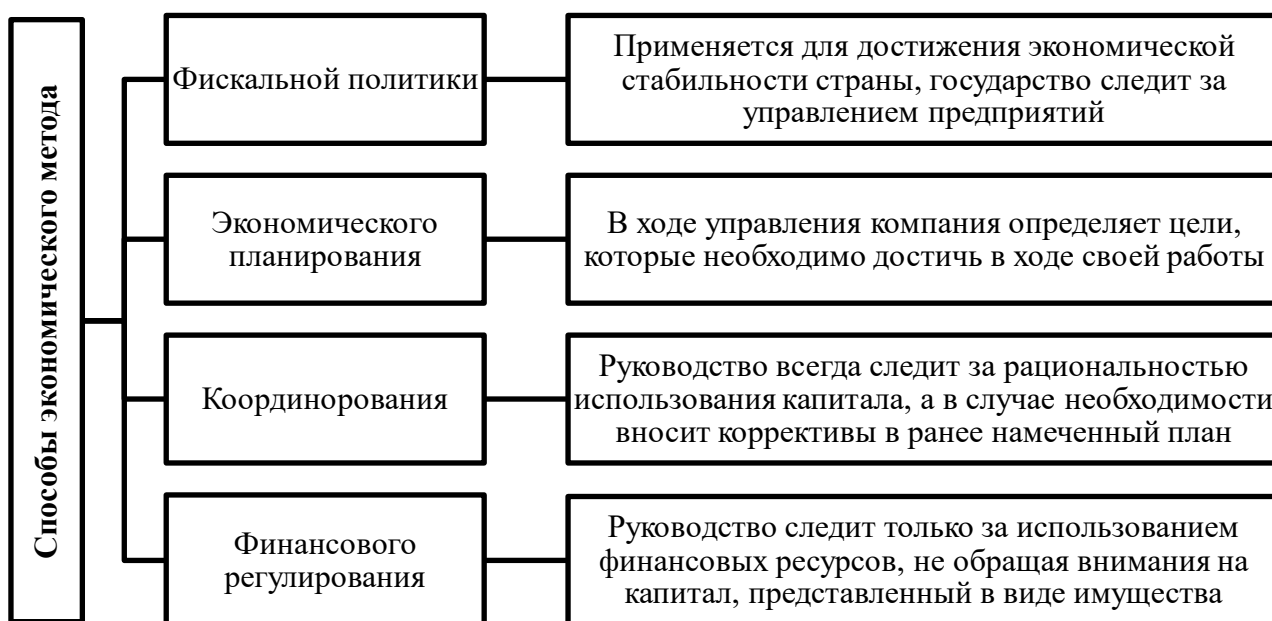 Способы экономического метода
Фискальной политики
Применяется для достижения экономической
стабильности страны, государство следит за
управлением предприятий
Экономического
планирования
В ходе управления компания определяет цели,
которые необходимо достичь в ходе своей работы
Координорования
Руководство всегда следит за рациональностью
использования капитала, а в случае необходимости
вносит коррективы в ранее намеченный план
Финансового
регулирования
Руководство следит только за использованием
финансовых ресурсов, не обращая внимания на
капитал, представленный в виде имущества